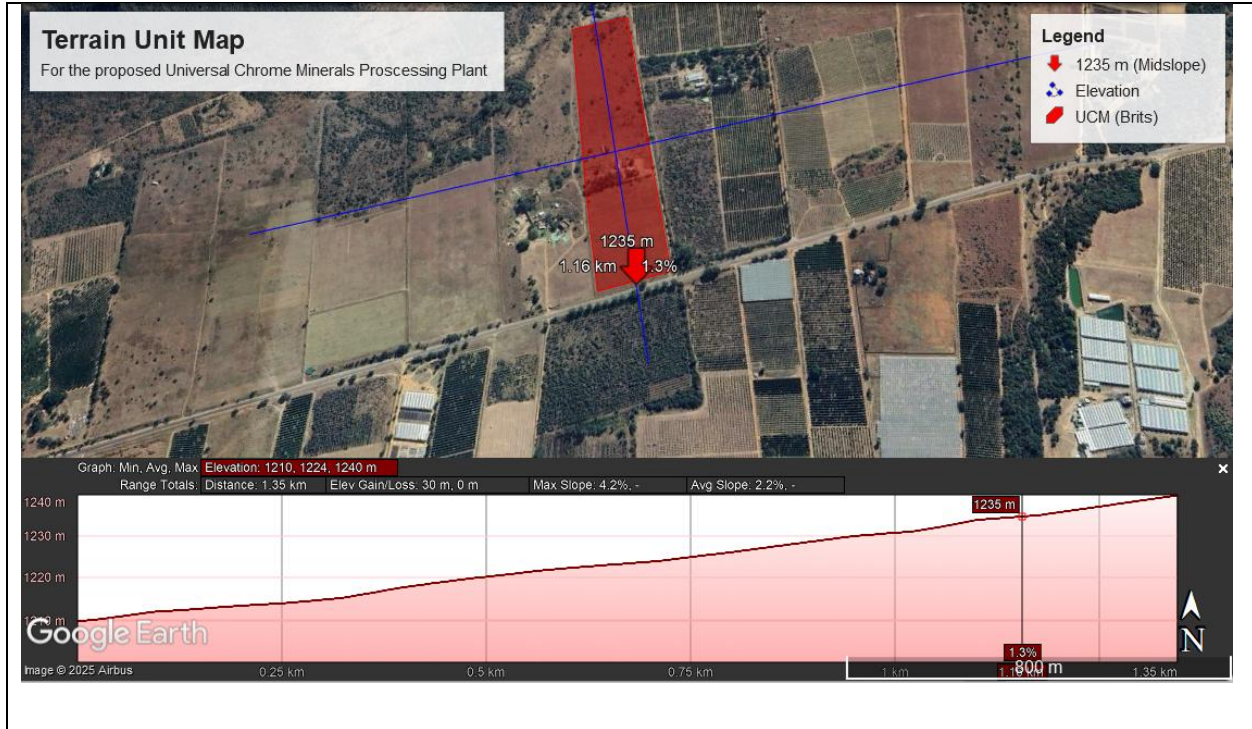 Terrain Unit Map
For the proposed Universal Chrome Minerals Proscessing Plant
Legend
1235 m (Midslope)
Elevation
UCM (Brits)
1235 m
1.16 km 1.3%
Graph: Min, Avg, Max Elevation: 1210, 1224, 1240 m
Range Totals: Distance: 1.35 km Elev Gain/Loss: 30 m, 0 m Max Slope: 4.2%, - Avg Slope: 2.2%, -
1240 m
1235 m
1230 m
1220 m
1210 m
Google Earth
N
1.3%
800 m
Image © 2025 Airbus
0.25 km 0.5 km 0.75 km 1 km 1.16 km 1.35 km